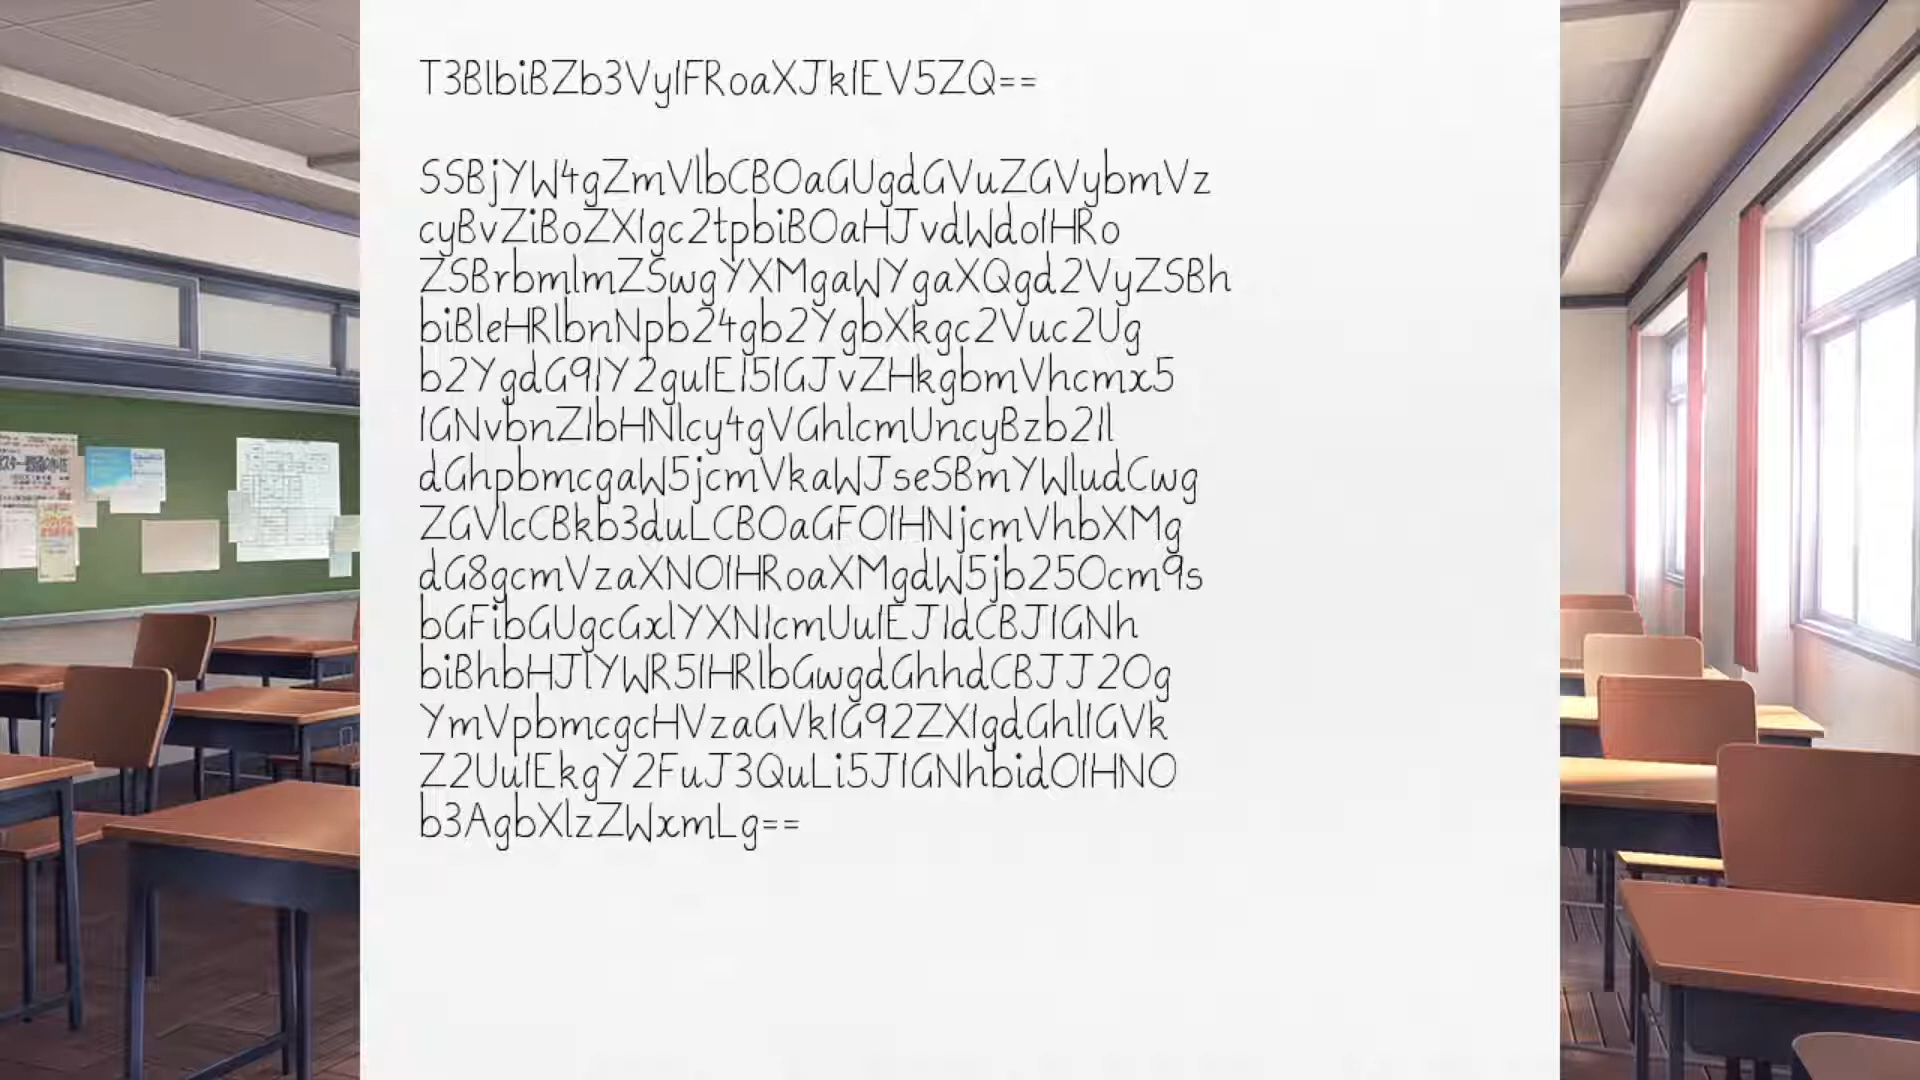 T3BlbiBZb3VyIFRoaXJkIEV5ZQ==
SSBjYW4gZmVlbCB0aGUgdGVuZGVybmVz
cyBvZiBoZXIgc2tpbiB0aHJvdWdoIHRo
ZSBrbmlmZSwgYXMgaWYgaXQgd2VyZSBh
biBleHRlbnNpb24gb2YgbXkgc2Vuc2Ug
b2YgdG91Y2guIE15IGJvZHkgbmVhcmx5
IGNvbnZ1bHNlcy4gVGhlcmUncyBzb21l
dGhpbmcgaW5jcmVkaWJseSBmYWludCwg
ZGVlcCBkb3duLCB0aGF0IHNjcmVhbXMg
dG8gcmVzaXN0IHRoaXMgdW5jb250cm9s
bGFibGUgcGxlYXN1cmUuIEJ1dCBJIGNh
biBhbHJlYWR5IHRlbGwgdGhhdCBJJ20g
YmVpbmcgcHVzaGVkIG92ZXIgdGhlIGVk
Z2UuIEkgY2FuJ3QuLi5JIGNhbid0IHN0
b3AgbXlzZWxmLg==